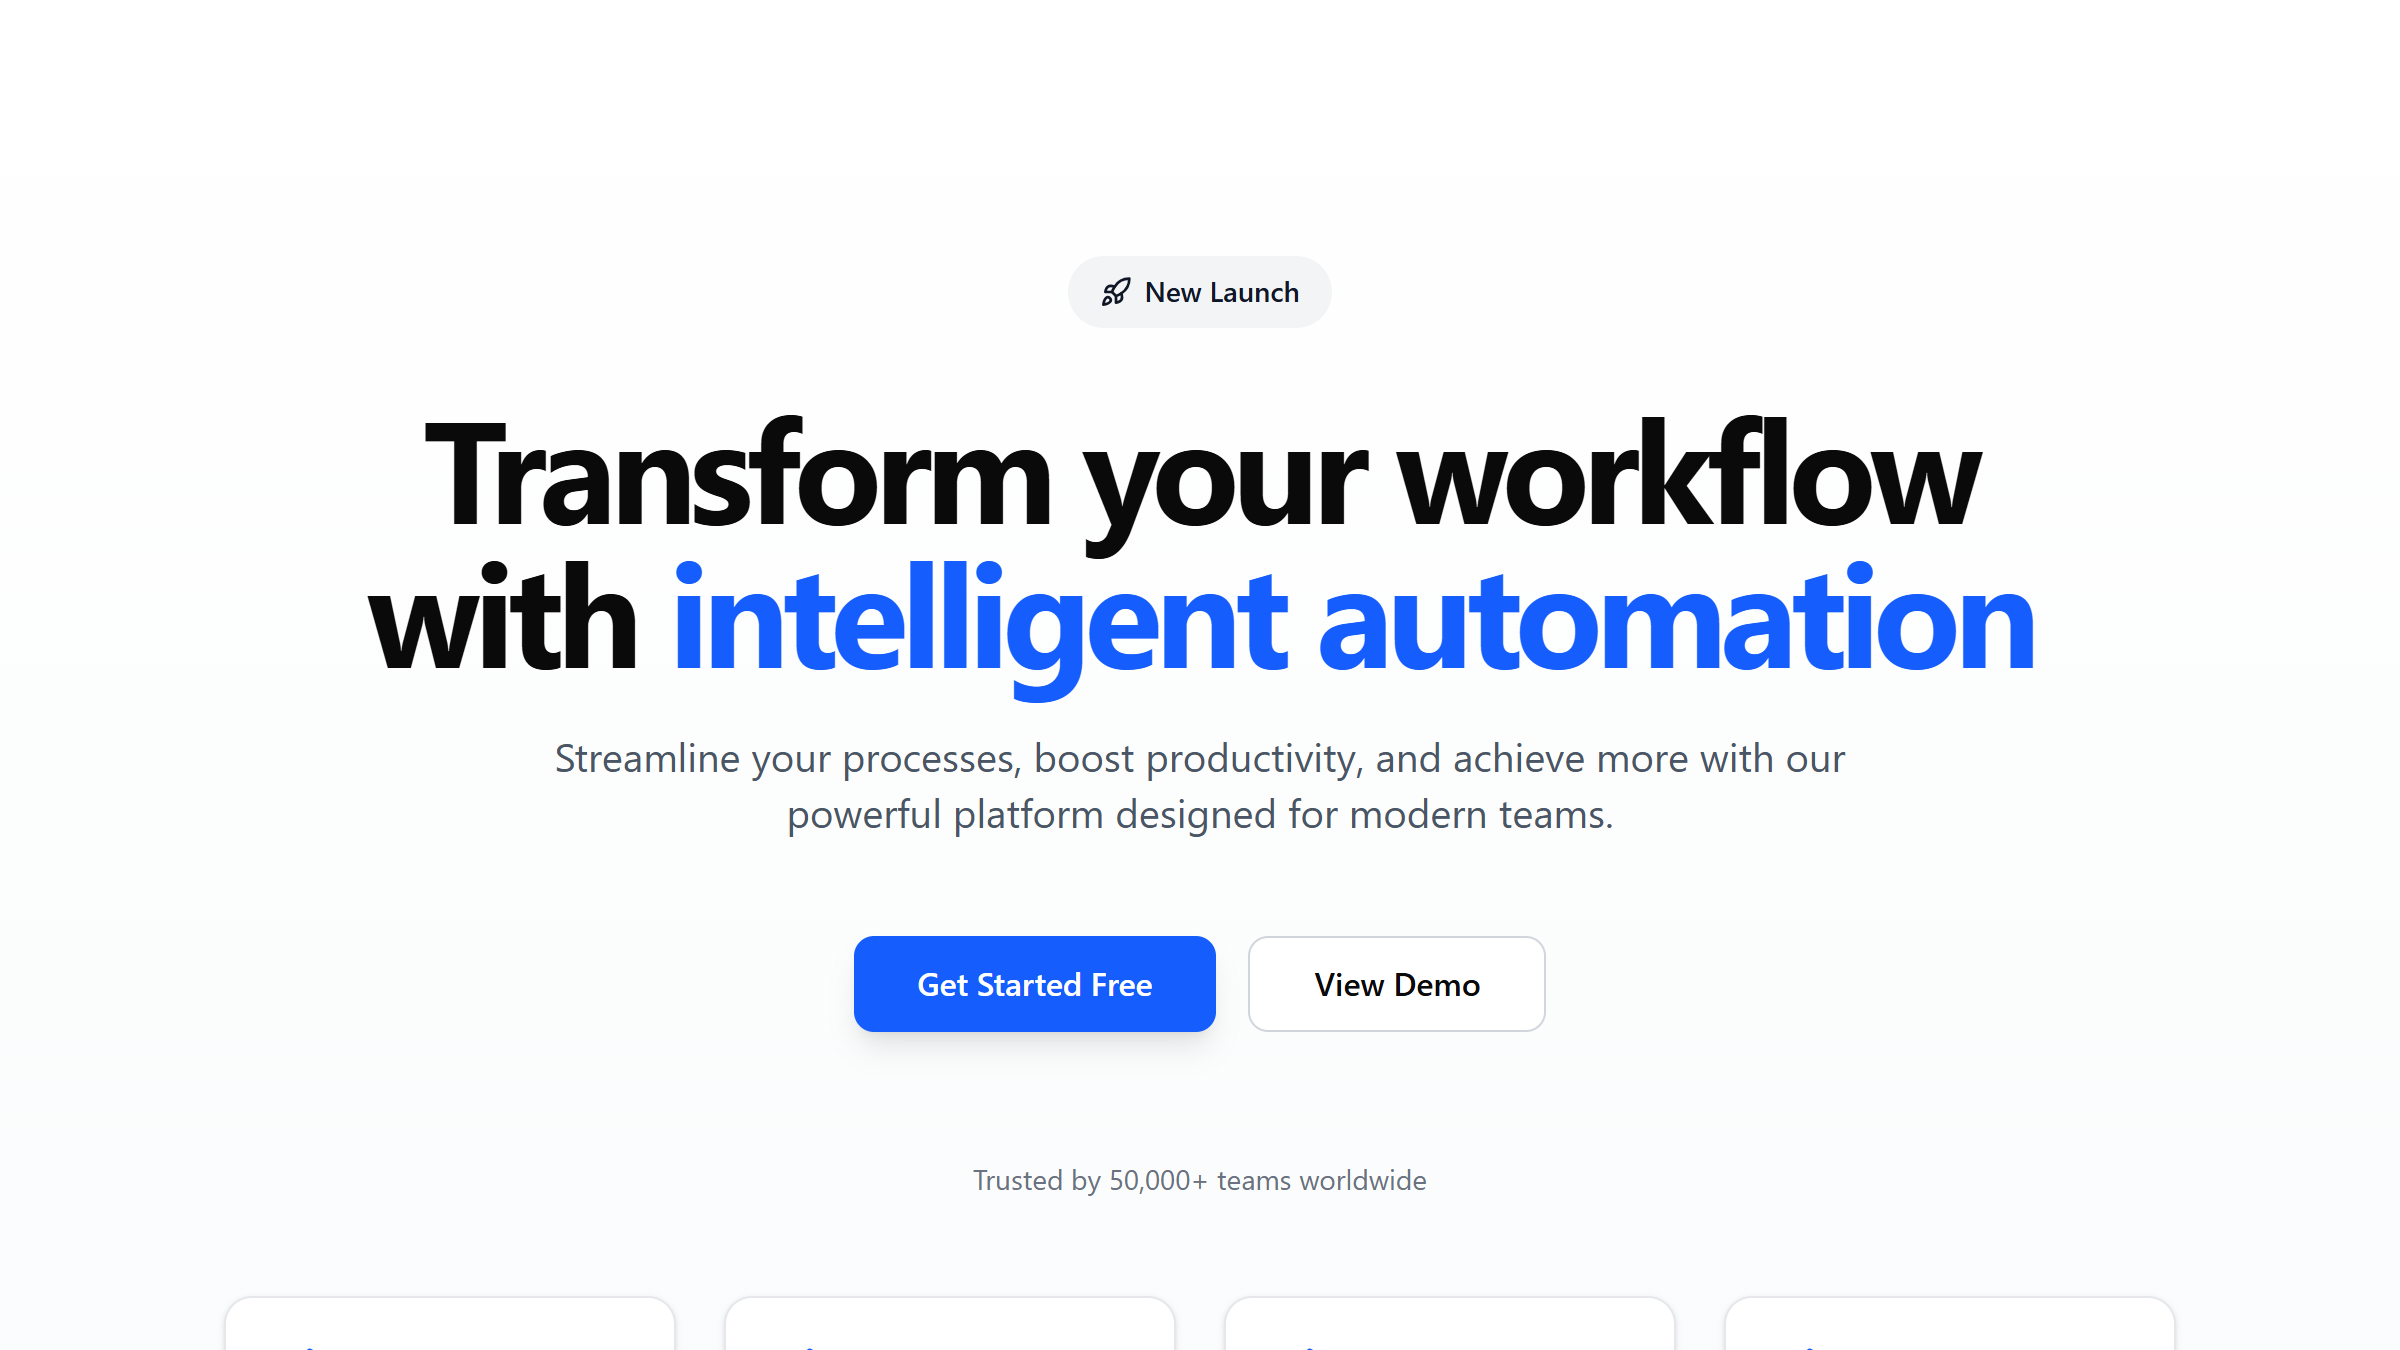 New Launch
Transform your workflow
with intelligent automation
Streamline your processes, boost productivity, and achieve more with our
powerful platform designed for modern teams.
Get Started Free
View Demo
Trusted by 50,000+ teams worldwide